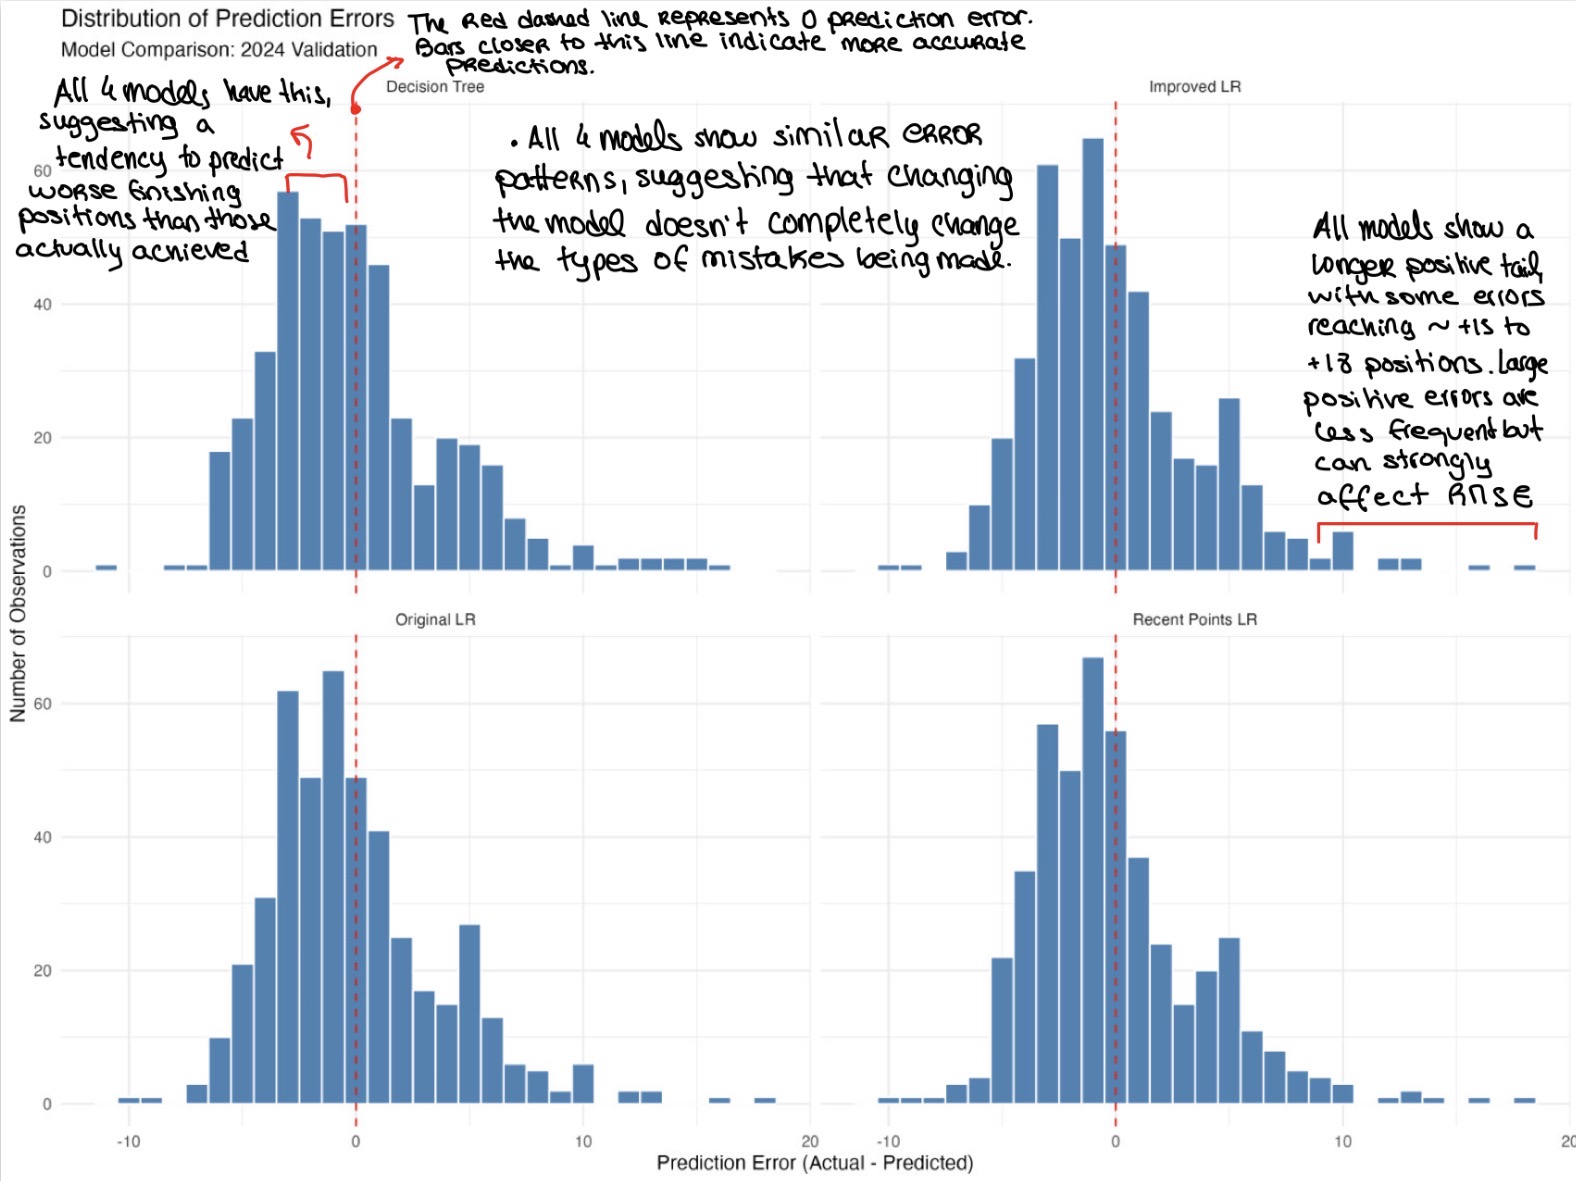 Distribution of Prediction Errors
Model Comparison: 2024 Validation
The Red dashed line represents 0 prediction error.
Bars closer to this line indicate more accurate
predictions.
All 4 models have this,
suggesting a
tendency to predict
worse finishing
positions than those
actually achieved
Decision Tree
• All 4 models show similar error
patterns, suggesting that changing
the model doesn't completely change
the types of mistakes being made.
Improved LR
All models show a
longer positive tail,
with some errors
reaching ~ +15 to
+18 positions. Large
positive errors are
less frequent but
can strongly
affect RMSE
Number of Observations
60
40
20
0
Original LR
Recent Points LR
60
40
20
0
-10 0 10 20
-10 0 10 20
Prediction Error (Actual - Predicted)